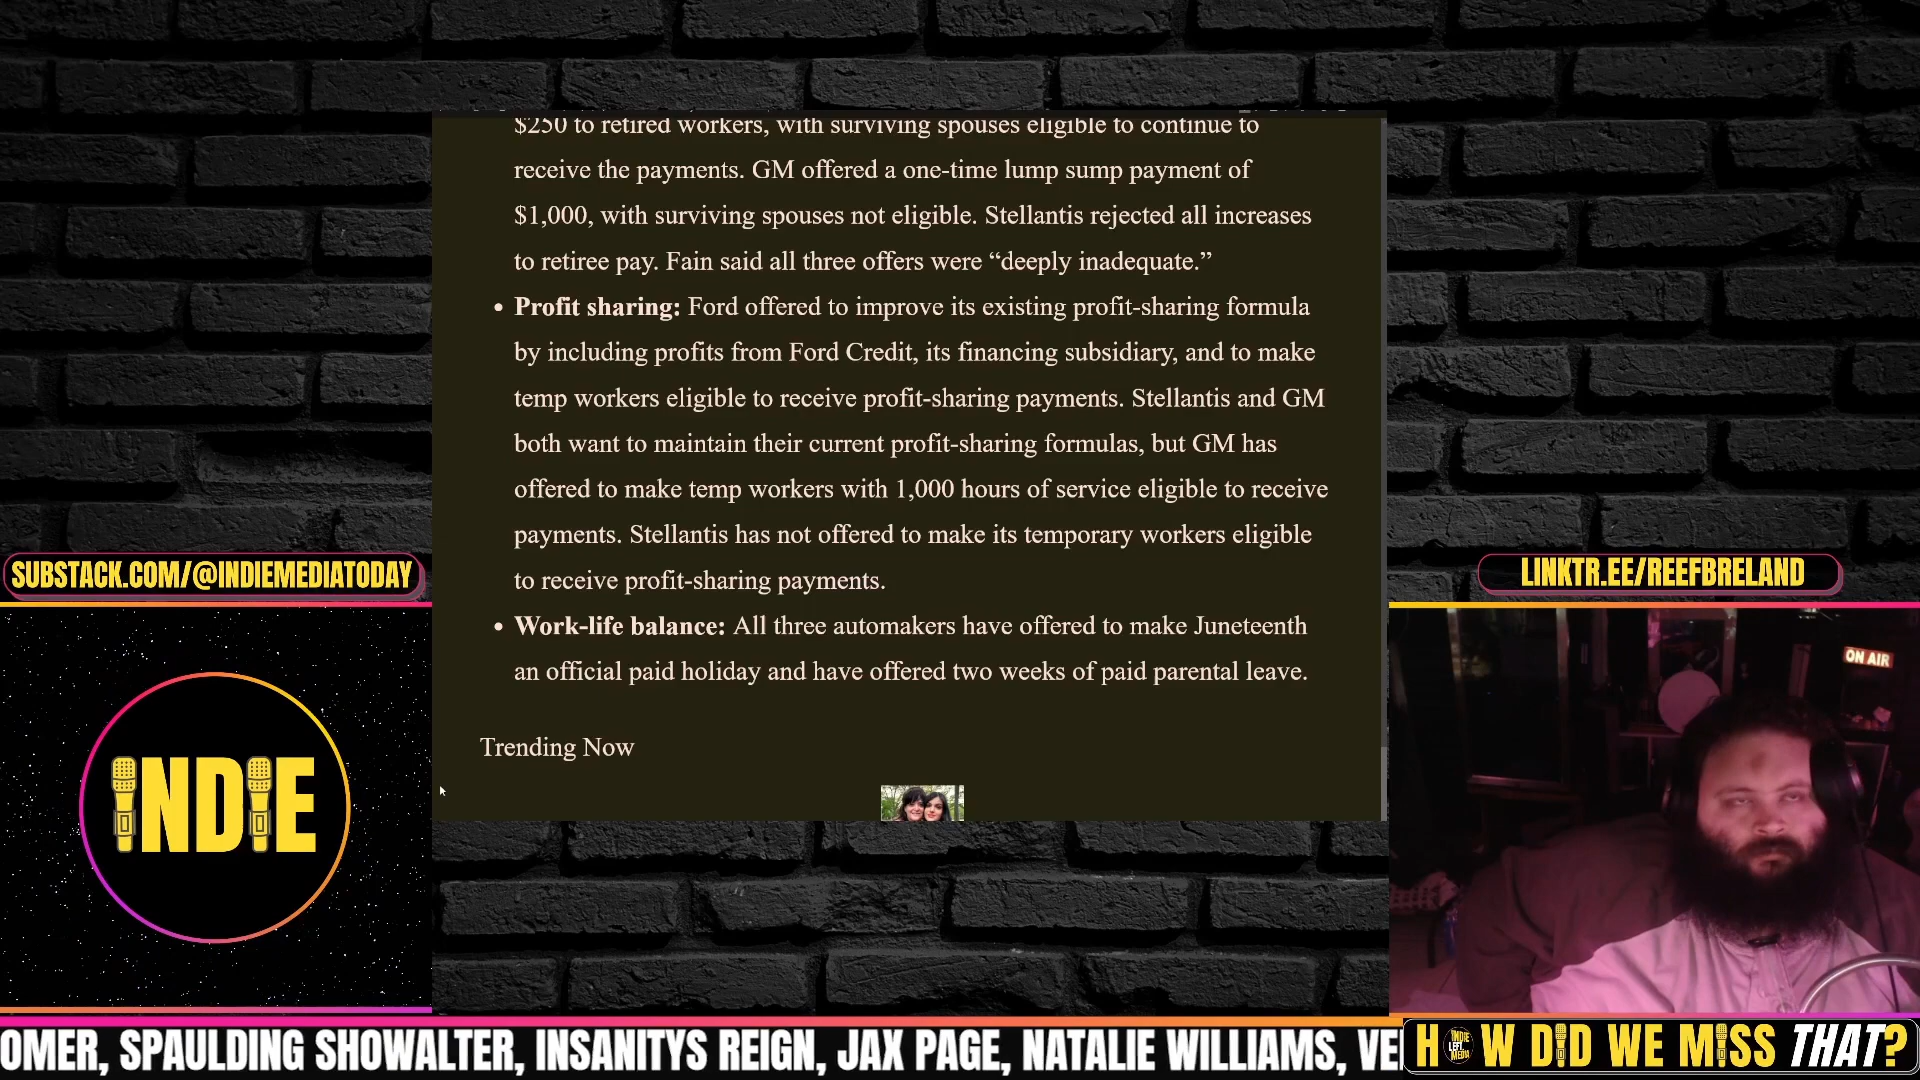 $250 to retired workers, with surviving spouses eligible to continue to
receive the payments. GM offered a one-time lump sump payment of
$1,000, with surviving spouses not eligible. Stellantis rejected all increases
to retiree pay. Fain said all three offers were “deeply inadequate.”
• Profit sharing: Ford offered to improve its existing profit-sharing formula
by including profits from Ford Credit, its financing subsidiary, and to make
temp workers eligible to receive profit-sharing payments. Stellantis and GM
both want to maintain their current profit-sharing formulas, but GM has
offered to make temp workers with 1,000 hours of service eligible to receive
payments. Stellantis has not offered to make its temporary workers eligible
to receive profit-sharing payments.
• Work-life balance: All three automakers have offered to make Juneteenth
an official paid holiday and have offered two weeks of paid parental leave.
Trending Now
SUBSTACK.COM/@INDIEMEDIATODAY
INDIE
LINKTR.EE/REEFBRELAND
ON AIR
OMER, SPAULDING SHOWALTER, INSANITYS REIGN, JAX PAGE, NATALIE WILLIAMS, VE
HOW DID WE MISS THAT?
INDIE
LEFT
MEDIA